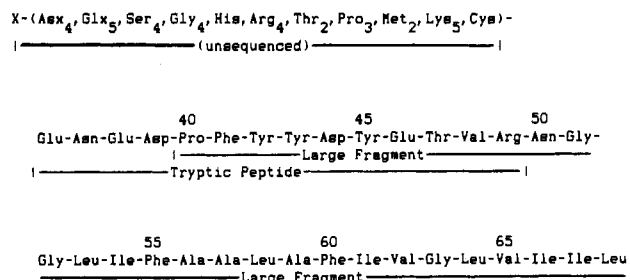 X-(Asx4,Glx5,Ser4,Gly4,His,Arg4,Thr2,Pro3,Met2,Lys5,Cys)-
(unsequenced)
40 45 50
Glu-Asn-Glu-Asp-Pro-Phe-Tyr-Tyr-Asp-Tyr-Glu-Thr-Val-Arg-Asn-Gly-
Large Fragment
Tryptic Peptide
55 60 65
Gly-Leu-Ile-Phe-Ala-Ala-Leu-Ala-Phe-Ile-Val-Gly-Leu-Val-Ile-Ile-Leu
Large Fragment